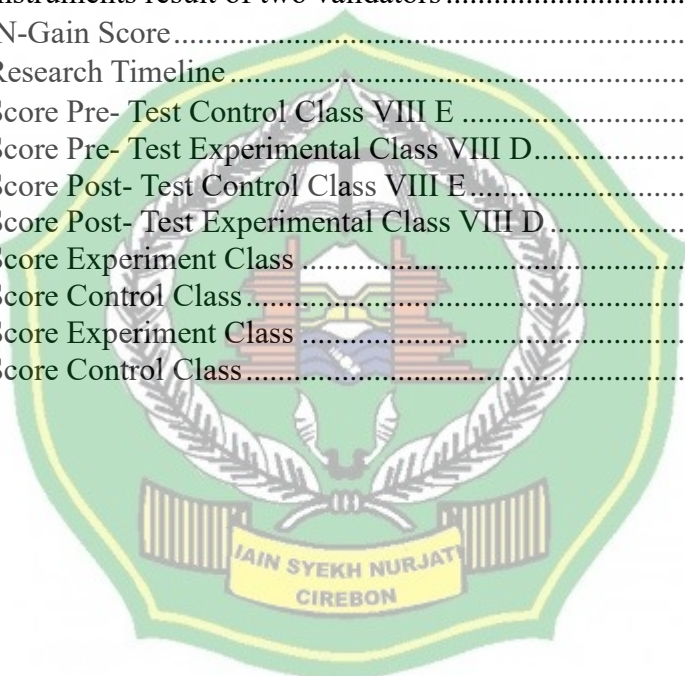 instruments result of two validators ........................
N-Gain Score ........................
Research Timeline ........................
Score Pre- Test Control Class VIII E ........................
Score Pre- Test Experimental Class VIII D ........................
Score Post- Test Control Class VIII E ........................
Score Post- Test Experimental Class VIII D ........................
Score Experiment Class ........................
Score Control Class ........................
Score Experiment Class ........................
Score Control Class ........................
IAIN SYEKH NURJATI
CIREBON